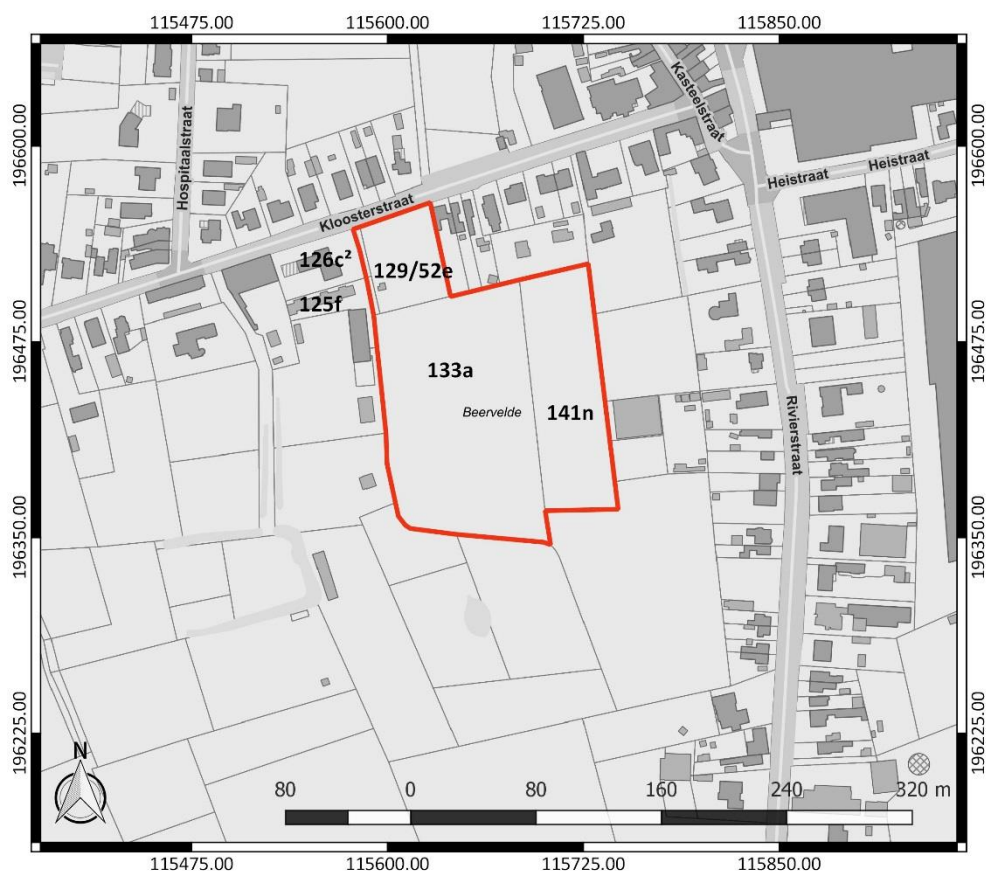 115475.00 115600.00 115725.00 115850.00
196600.00 196600.00
Hospitaalstraat
Kloosterstraat
Kasteelstraat
Heistraat Heistraat
126c² 129/52e
125f
196475.00 196475.00
133a
Beervelde 141n
Rivierstraat
196350.00 196350.00
196225.00 196225.00
N
80 0 80 160 240 320 m
115475.00 115600.00 115725.00 115850.00